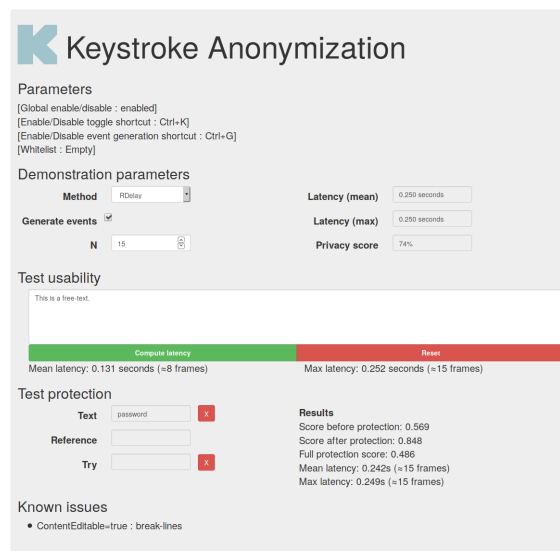 K Keystroke Anonymization
Parameters
[Global enable/disable : enabled]
[Enable/Disable toggle shortcut : Ctrl+K]
[Enable/Disable event generation shortcut : Ctrl+G]
[Whitelist : Empty]
Demonstration parameters
Method RDelay Latency (mean) 0.250 seconds
Generate events Latency (max) 0.250 seconds
N 15 Privacy score 74%
Test usability
This is a free-text.
Compute latency Reset
Mean latency: 0.131 seconds (≈8 frames) Max latency: 0.252 seconds (≈15 frames)
Test protection
Text password X Results
Score before protection: 0.569
Reference Score after protection: 0.848
Full protection score: 0.486
Try X Mean latency: 0.242s (≈15 frames)
Max latency: 0.249s (≈15 frames)
Known issues
• ContentEditable=true : break-lines